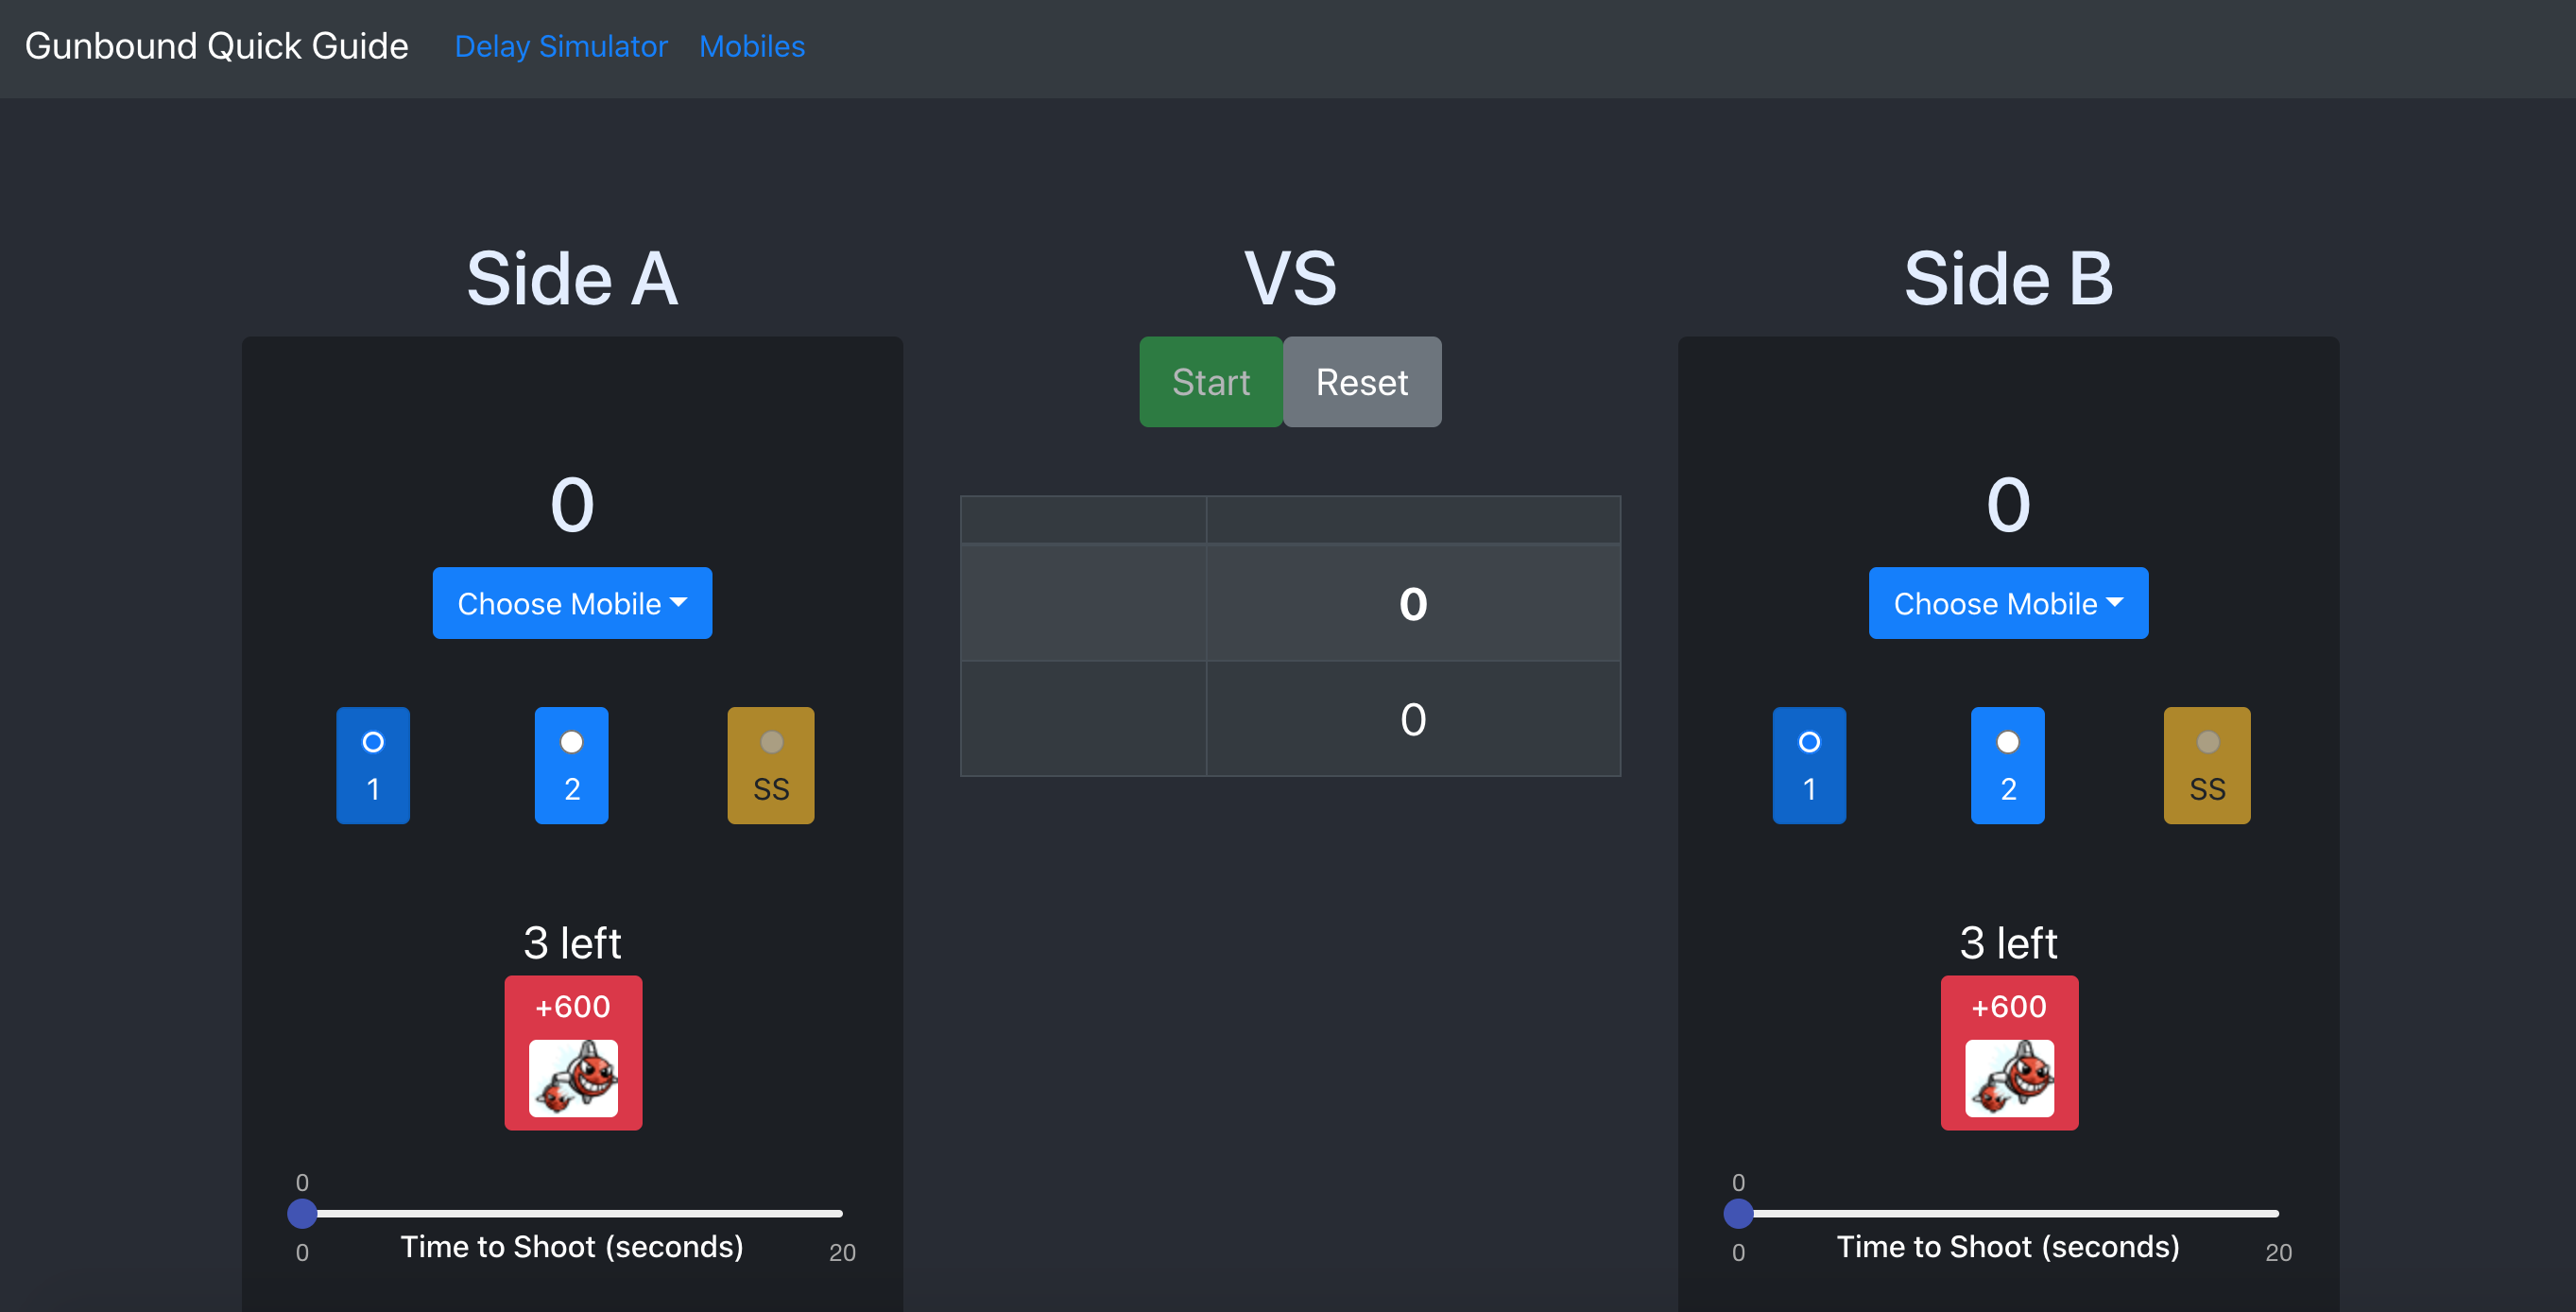 Gunbound Quick Guide Delay Simulator Mobiles
Side A
0
Choose Mobile
1 2 SS
3 left
+600
0
Time to Shoot (seconds)
0 20
VS
Start Reset
0
0
Side B
0
Choose Mobile
1 2 SS
3 left
+600
0
Time to Shoot (seconds)
0 20